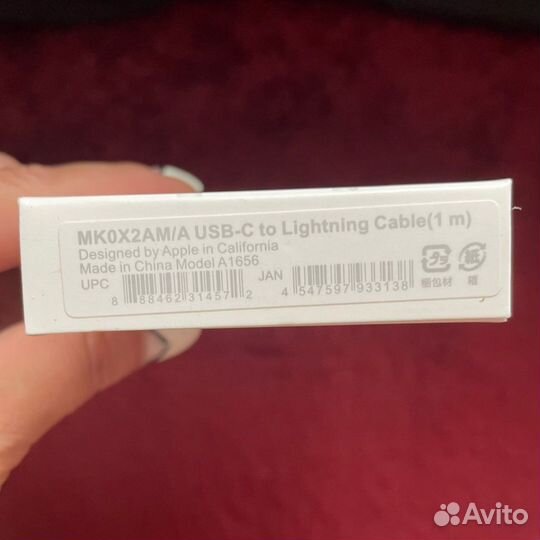 MK0X2AM/A USB-C to Lightning Cable(1 m)
Designed by Apple in California
Made in China Model A1656
UPC
8 88462 31457 2
JAN
4 547597 933138
プラ
梱包材
紙
箱
Avito